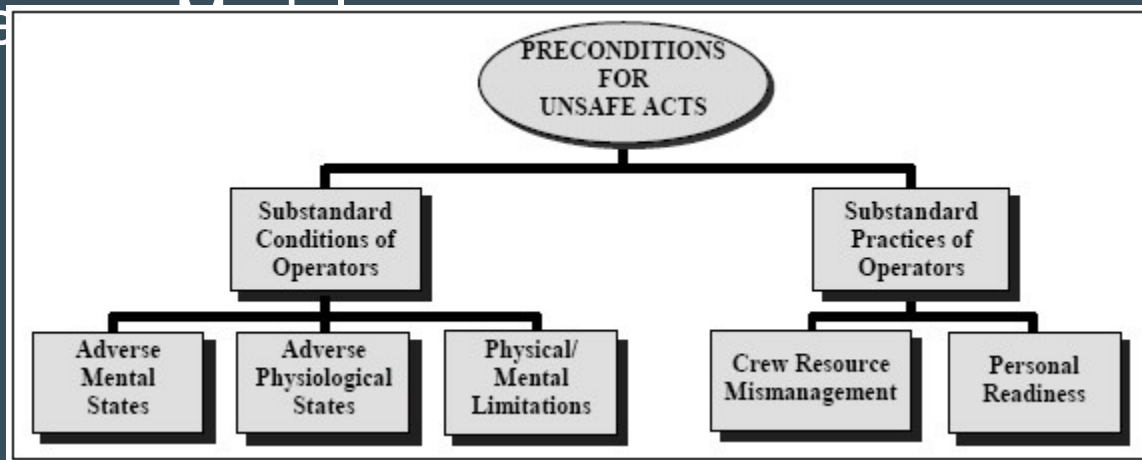 PRECONDITIONS
FOR
UNSAFE ACTS
Substandard
Conditions of
Operators
Substandard
Practices of
Operators
Adverse
Mental
States
Adverse
Physiological
States
Physical/
Mental
Limitations
Crew Resource
Mismanagement
Personal
Readiness